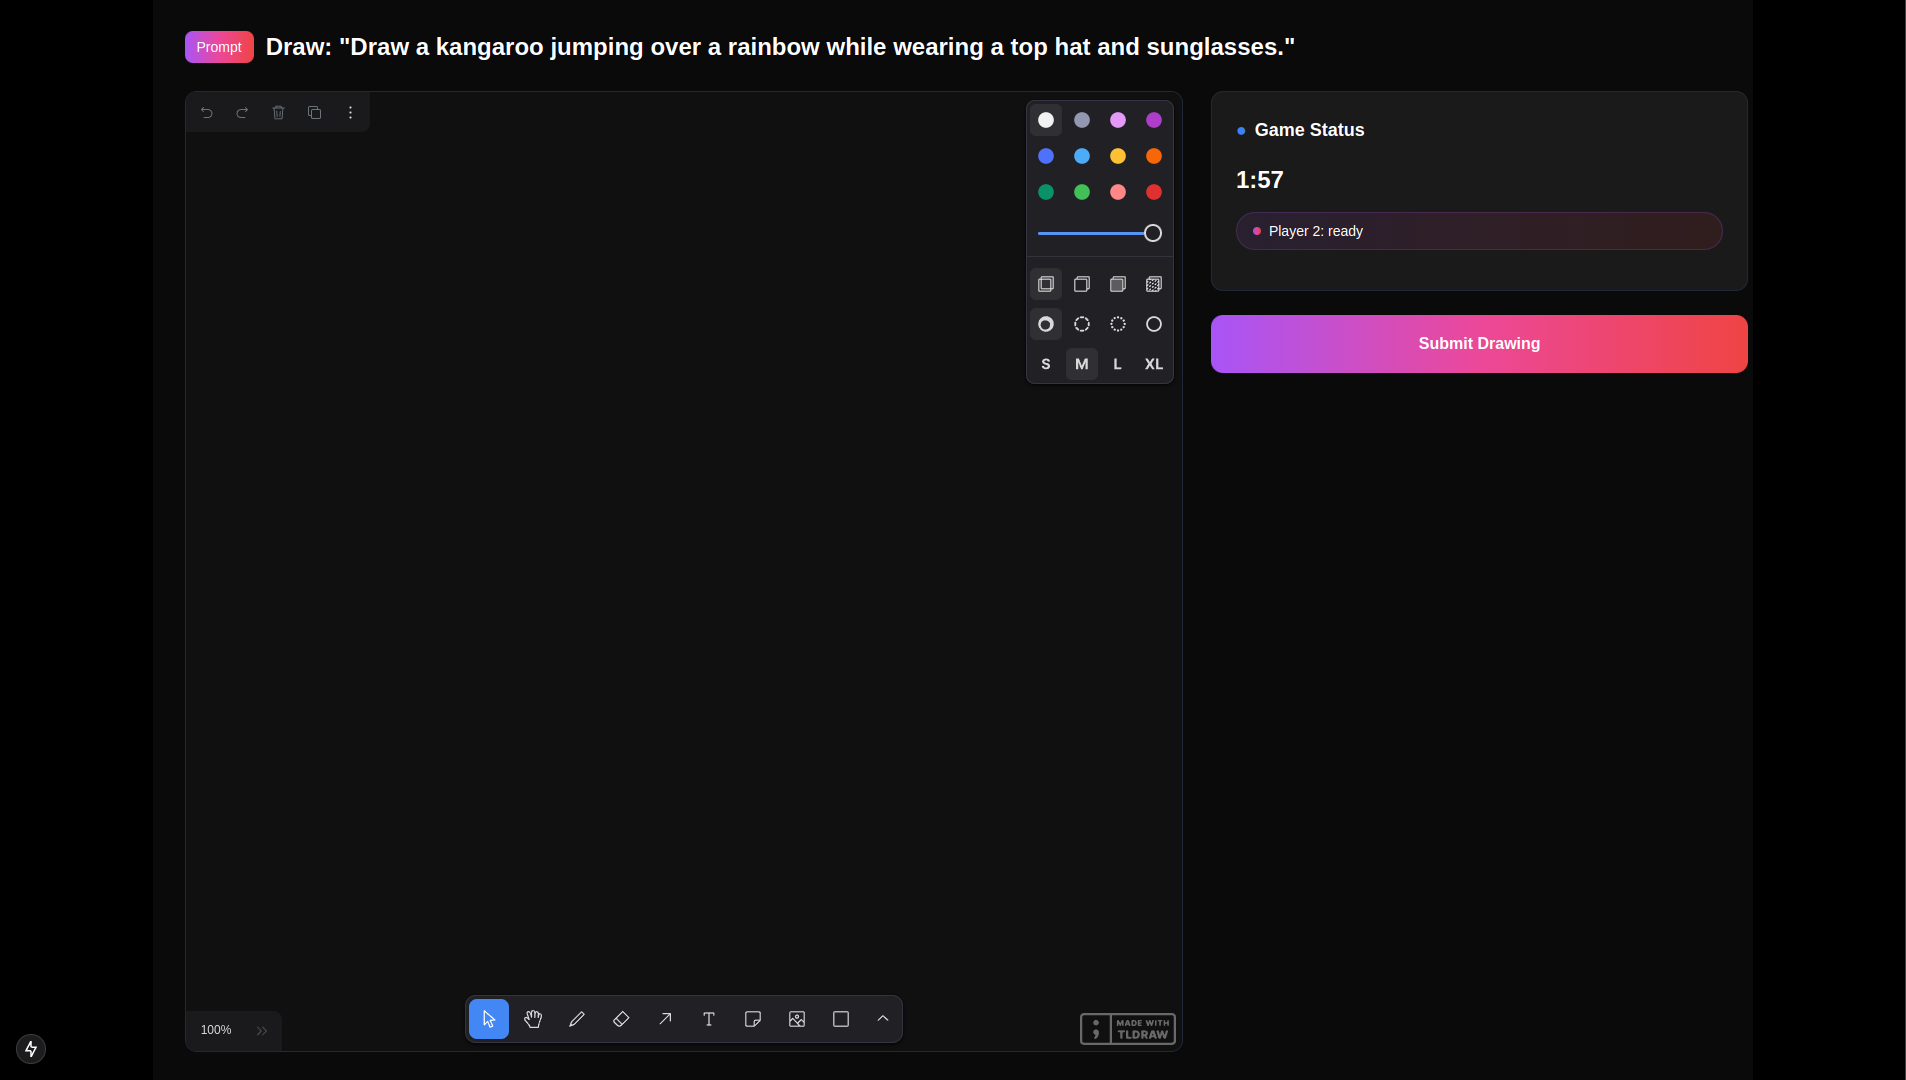 Prompt
Draw: "Draw a kangaroo jumping over a rainbow while wearing a top hat and sunglasses."
Game Status
1:57
Player 2: ready
Submit Drawing
S M L XL
100%
MADE WITH
TLDRAW